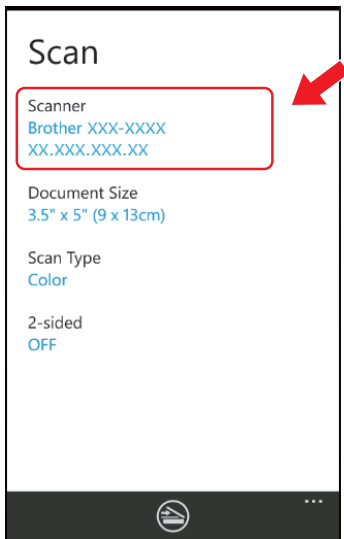 Scan
Scanner
Brother XXX-XXXX
XX.XXX.XXX.XX
Document Size
3.5" x 5" (9 x 13cm)
Scan Type
Color
2-sided
OFF
...